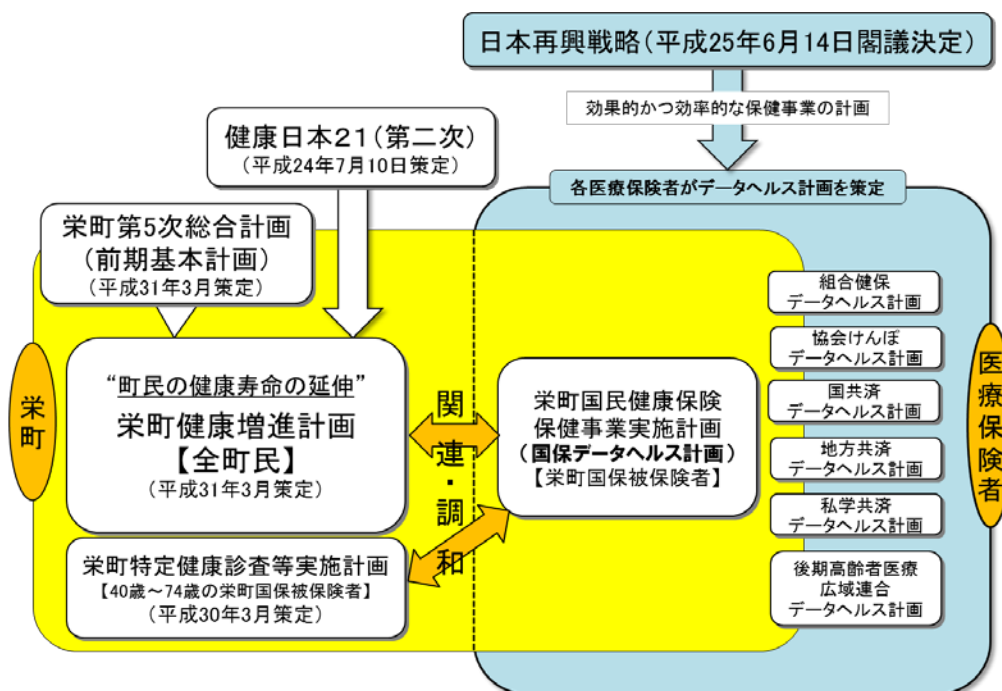 日本再興戦略(平成25年6月14日閣議決定)
効果的かつ効率的な保健事業の計画
健康日本21(第二次)
(平成24年7月10日策定)
各医療保険者がデータヘルス計画を策定
栄町第5次総合計画
(前期基本計画)
(平成31年3月策定)
栄町
“町民の健康寿命の延伸”
栄町健康増進計画
【全町民】
(平成31年3月策定)
関連・調和
栄町国民健康保険
保健事業実施計画
(国保データヘルス計画)
【栄町国保被保険者】
栄町特定健康診査等実施計画
【40歳～74歳の栄町国保被保険者】
(平成30年3月策定)
組合健保
データヘルス計画
協会けんぽ
データヘルス計画
国共済
データヘルス計画
地方共済
データヘルス計画
私学共済
データヘルス計画
後期高齢者医療
広域連合
データヘルス計画
医療保険者